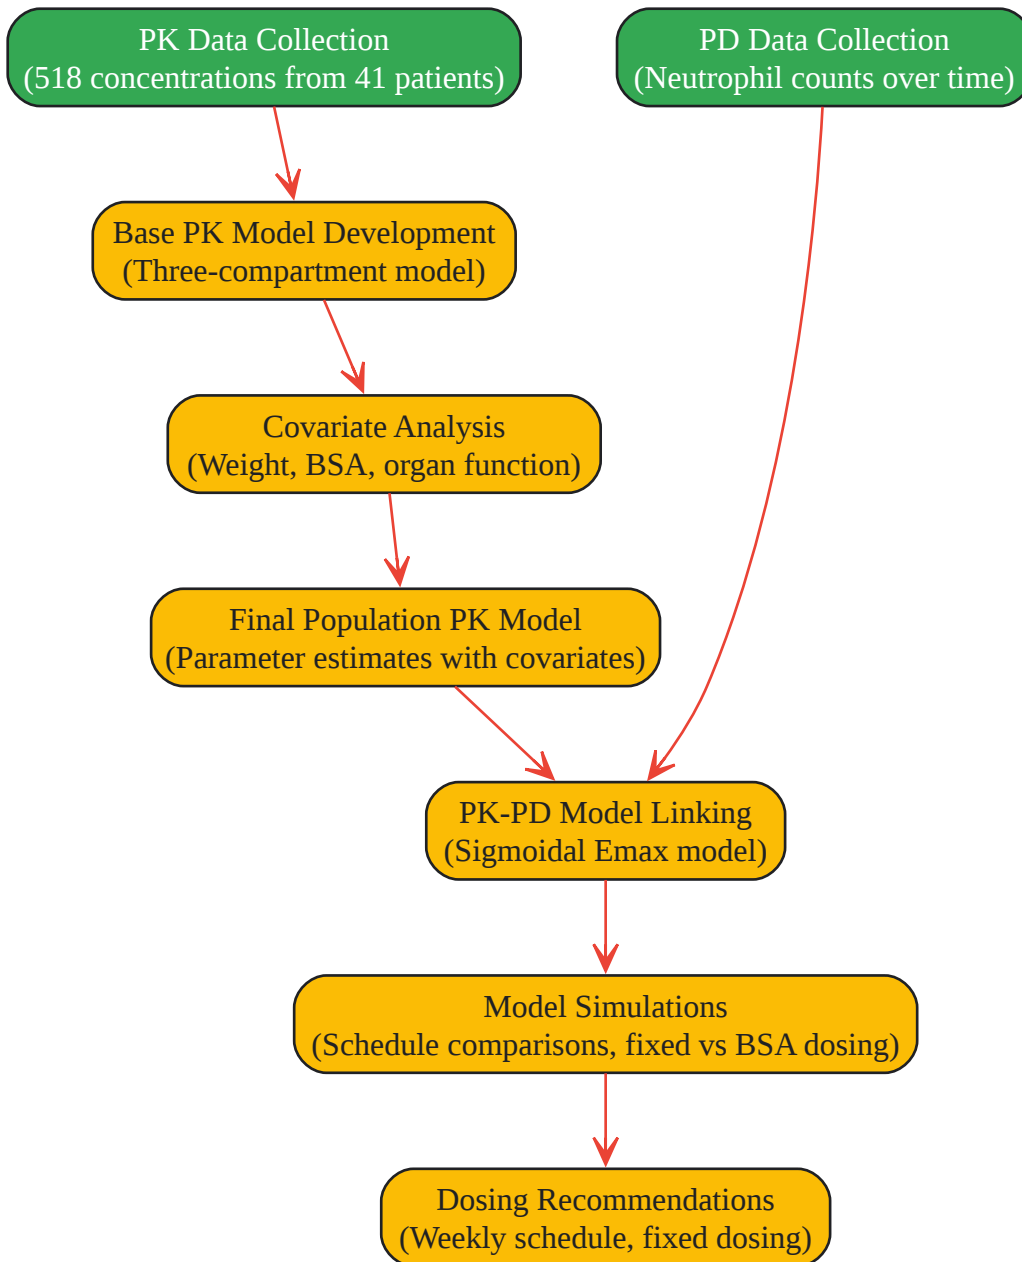 PK Data Collection
(518 concentrations from 41 patients)
PD Data Collection
(Neutrophil counts over time)
Base PK Model Development
(Three-compartment model)
Covariate Analysis
(Weight, BSA, organ function)
Final Population PK Model
(Parameter estimates with covariates)
PK-PD Model Linking
(Sigmoidal Emax model)
Model Simulations
(Schedule comparisons, fixed vs BSA dosing)
Dosing Recommendations
(Weekly schedule, fixed dosing)